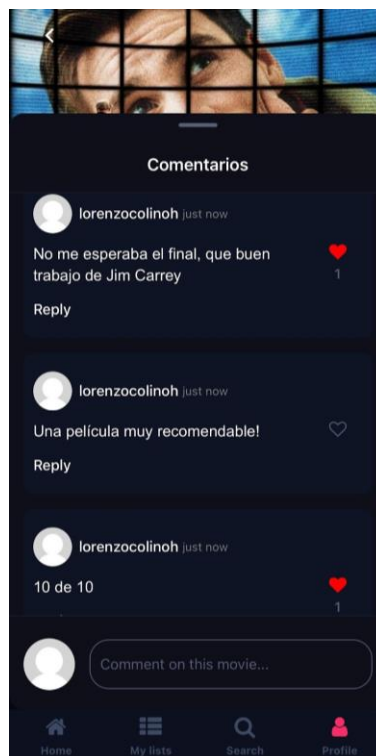 Comentarios
lorenzocolinoh just now
No me esperaba el final, que buen
trabajo de Jim Carrey
1
Reply
lorenzocolinoh just now
Una película muy recomendable!
Reply
lorenzocolinoh just now
10 de 10
1
Comment on this movie...
Home My lists Search Profile